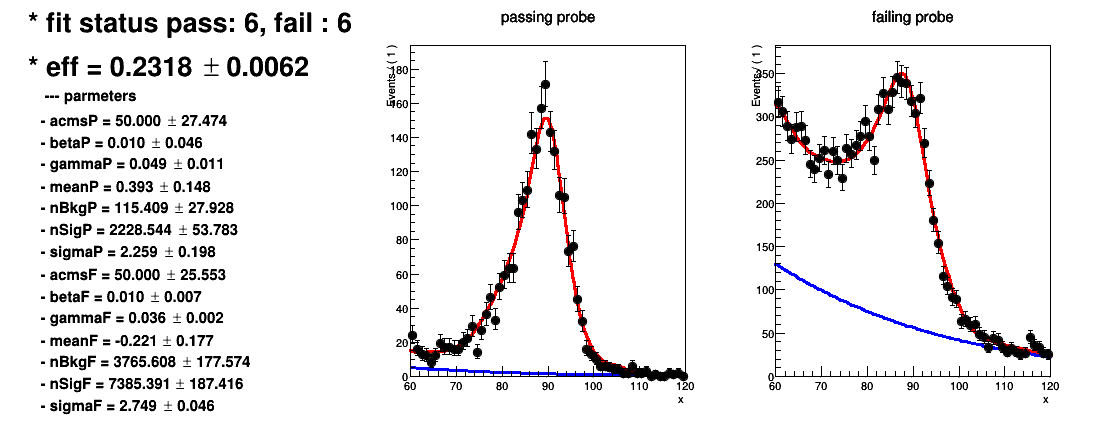 * fit status pass: 6, fail : 6
* eff = 0.2318 ± 0.0062
--- parmeters
- acmsP = 50.000 ± 27.474
- betaP = 0.010 ± 0.046
- gammaP = 0.049 ± 0.011
- meanP = 0.393 ± 0.148
- nBkgP = 115.409 ± 27.928
- nSigP = 2228.544 ± 53.783
- sigmaP = 2.259 ± 0.198
- acmsF = 50.000 ± 25.553
- betaF = 0.010 ± 0.007
- gammaF = 0.036 ± 0.002
- meanF = -0.221 ± 0.177
- nBkgF = 3765.608 ± 177.574
- nSigF = 7385.391 ± 187.416
- sigmaF = 2.749 ± 0.046
passing probe
Events / ( 1 )
180
160
140
120
100
80
60
40
20
0
60 70 80 90 100 110 120
x
failing probe
Events / ( 1 )
350
300
250
200
150
100
50
0
60 70 80 90 100 110 120
x